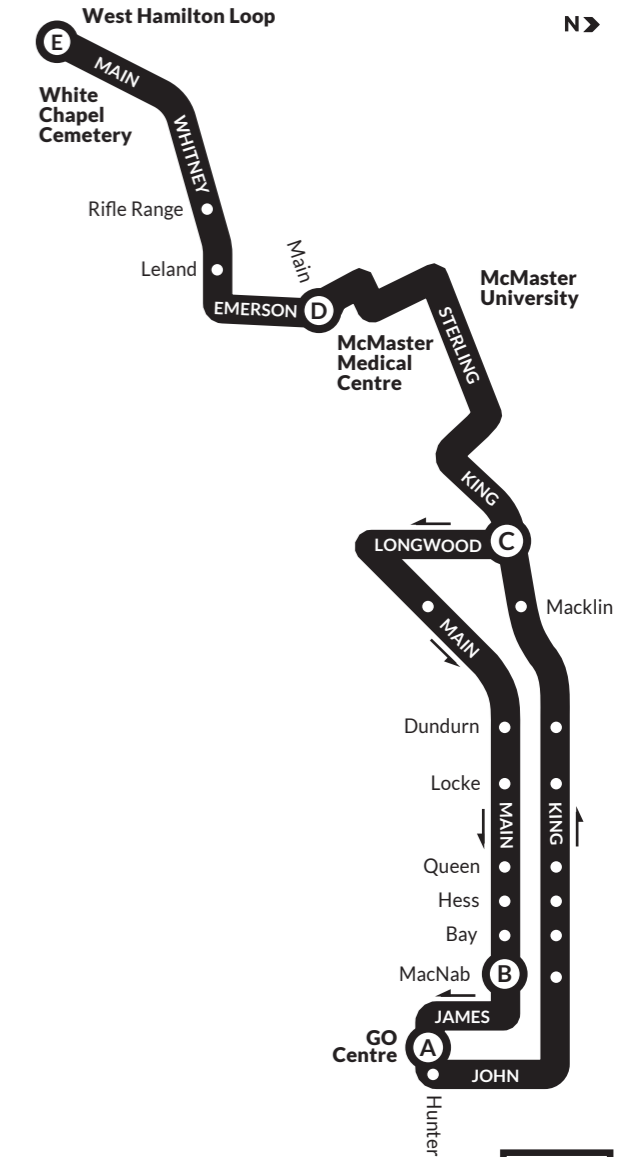 West Hamilton Loop
N
E
MAIN
White
Chapel
Cemetery
WHITNEY
Rifle Range
Leland
Main
EMERSON
D
McMaster
University
McMaster
Medical
Centre
STERLING
KING
LONGWOOD
C
Macklin
MAIN
Dundurn
Locke
MAIN
KING
Queen
Hess
Bay
MacNab
B
JAMES
GO
Centre
A
JOHN
Hunter